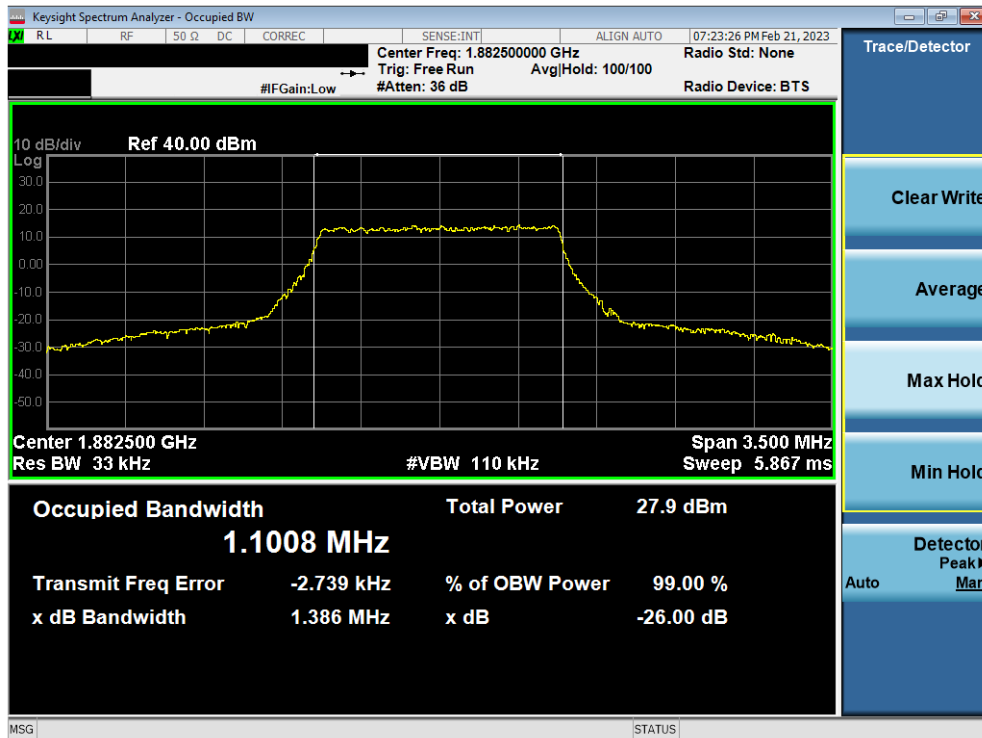 Keysight Spectrum Analyzer - Occupied BW
LXI RL RF 50 Ω DC CORREC SENSE:INT ALIGN AUTO 07:23:26 PM Feb 21, 2023
Center Freq: 1.882500000 GHz Radio Std: None
Trig: Free Run Avg|Hold: 100/100
#IFGain:Low #Atten: 36 dB Radio Device: BTS
10 dB/div Ref 40.00 dBm
Log
30.0
20.0
10.0
0.00
-10.0
-20.0
-30.0
-40.0
-50.0
Center 1.882500 GHz Span 3.500 MHz
Res BW 33 kHz #VBW 110 kHz Sweep 5.867 ms
Occupied Bandwidth Total Power 27.9 dBm
1.1008 MHz
Transmit Freq Error -2.739 kHz % of OBW Power 99.00 %
x dB Bandwidth 1.386 MHz x dB -26.00 dB
Trace/Detector
Clear Write
Average
Max Hold
Min Hold
Detector
Peak
Auto Man
MSG STATUS